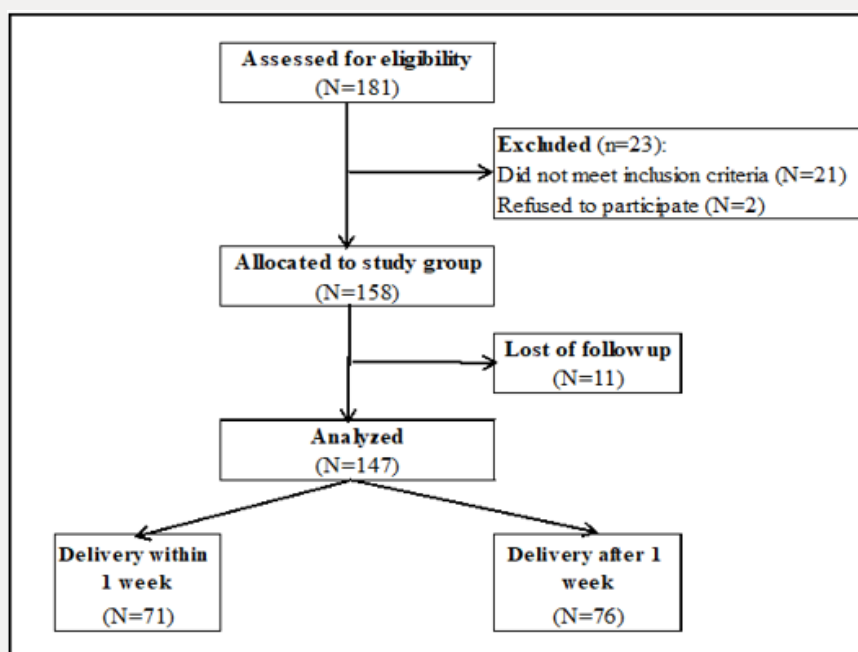 Assessed for eligibility
(N=181)
Excluded (n=23):
Did not meet inclusion criteria (N=21)
Refused to participate (N=2)
Allocated to study group
(N=158)
Lost of follow up
(N=11)
Analyzed
(N=147)
Delivery within
1 week
(N=71)
Delivery after 1
week
(N=76)